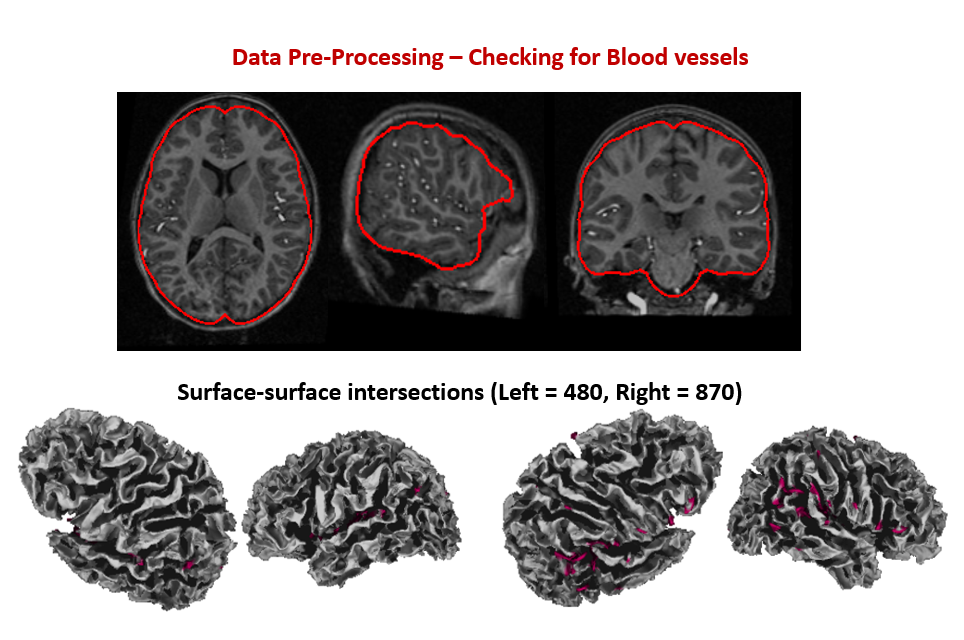 Data Pre-Processing – Checking for Blood vessels
Surface-surface intersections (Left = 480, Right = 870)